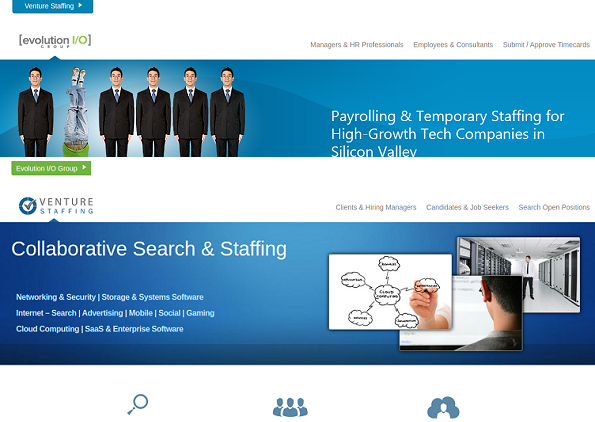 Venture Staffing
[evolution I/O]
GROUP
Managers & HR Professionals Employees & Consultants Submit / Approve Timecards
Payrolling & Temporary Staffing for
High-Growth Tech Companies in
Silicon Valley
Evolution I/O Group
VENTURE
STAFFING
Clients & Hiring Managers Candidates & Job Seekers Search Open Positions
Collaborative Search & Staffing
Networking & Security | Storage & Systems Software
Internet – Search | Advertising | Mobile | Social | Gaming
Cloud Computing | SaaS & Enterprise Software
CLOUD
COMPUTING